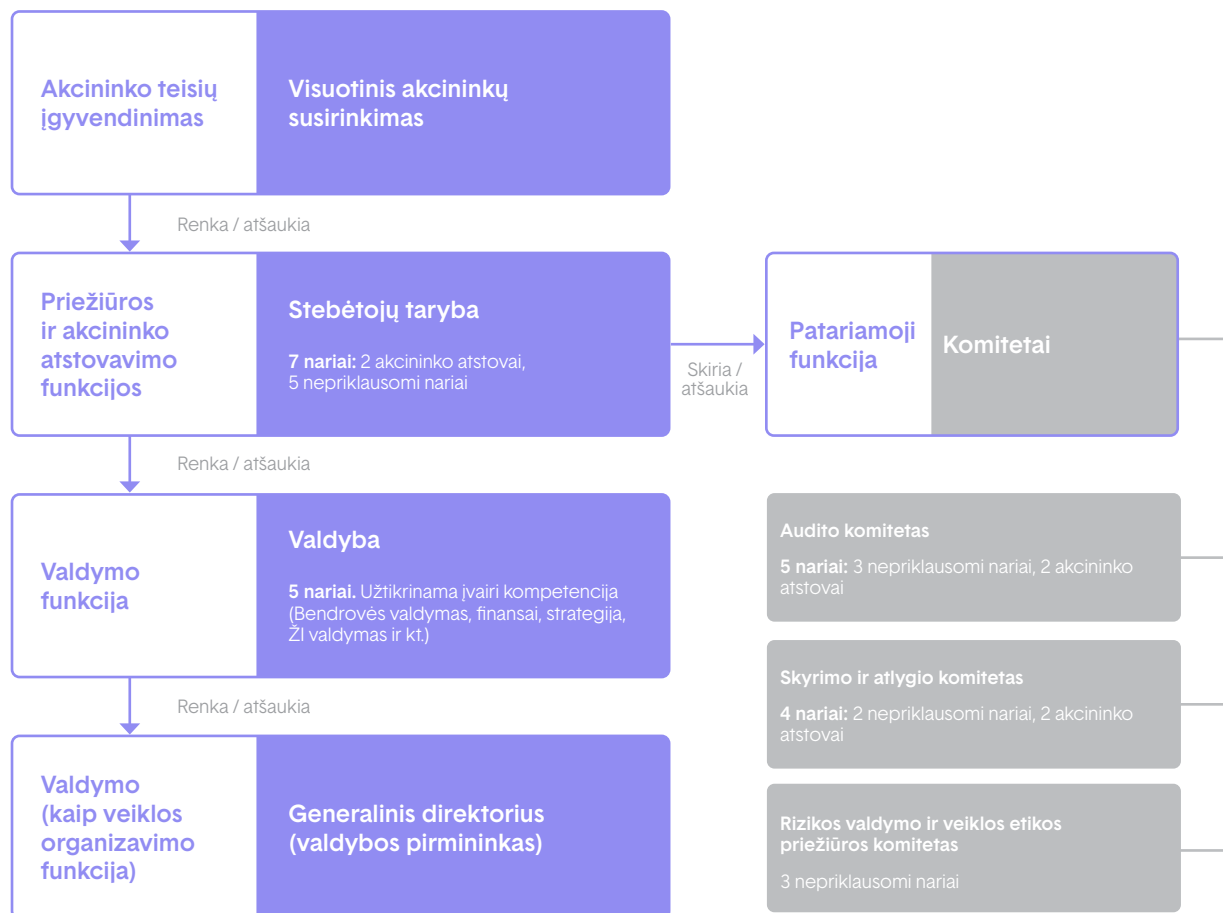 Akcininko teisių
įgyvendinimas
Visuotinis akcininkų
susirinkimas
Renka / atšaukia
Priežiūros
ir akcininko
atstovavimo
funkcijos
Stebėtojų taryba
7 nariai: 2 akcininko atstovai,
5 nepriklausomi nariai
Skiria /
atšaukia
Patariamoji
funkcija
Komitetai
Renka / atšaukia
Valdymo
funkcija
Valdyba
5 nariai. Užtikrinama įvairi kompetencija
(Bendrovės valdymas, finansai, strategija,
ŽI valdymas ir kt.)
Audito komitetas
5 nariai: 3 nepriklausomi nariai, 2 akcininko
atstovai
Skyrimo ir atlygio komitetas
4 nariai: 2 nepriklausomi nariai, 2 akcininko
atstovai
Renka / atšaukia
Valdymo
(kaip veiklos
organizavimo
funkcija)
Generalinis direktorius
(valdybos pirmininkas)
Rizikos valdymo ir veiklos etikos
priežiūros komitetas
3 nepriklausomi nariai